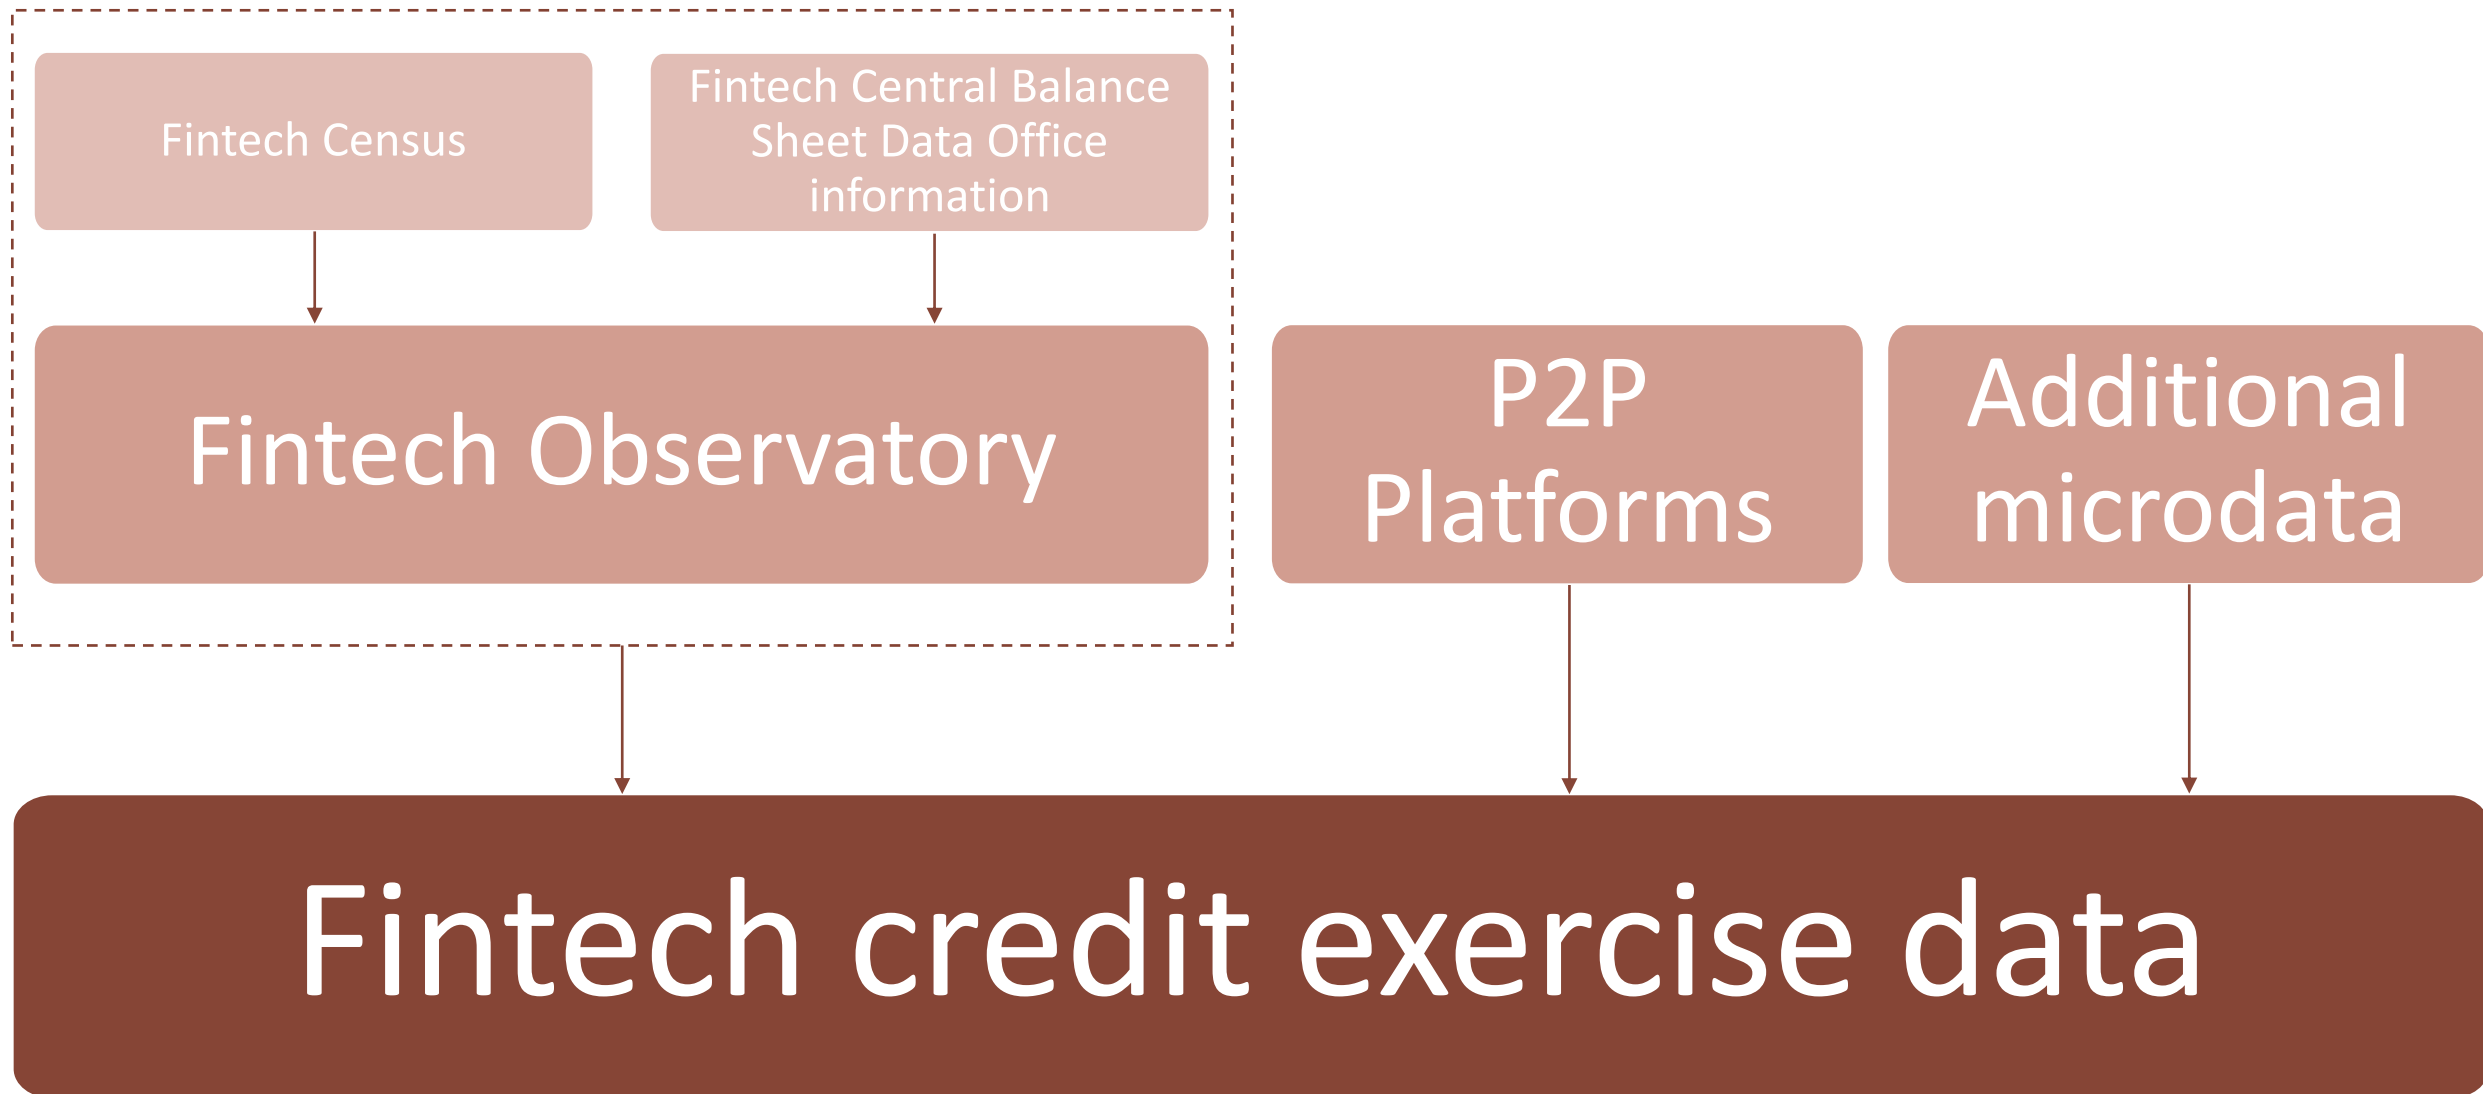 Fintech Census
Fintech Central Balance
Sheet Data Office
information
Fintech Observatory
P2P
Platforms
Additional
microdata
Fintech credit exercise data